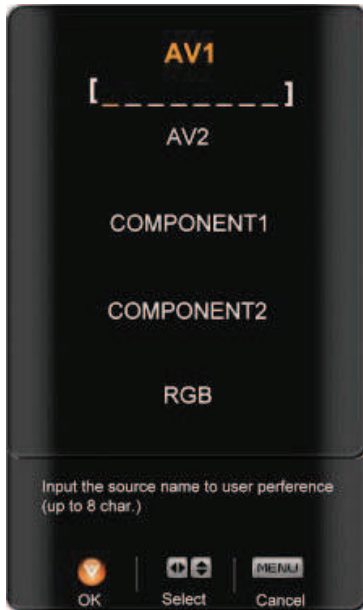 AV1
[_ _ _ _ _ _ _ _]
AV2
COMPONENT1
COMPONENT2
RGB
Input the source name to user perference
(up to 8 char.)
MENU
OK Select Cancel